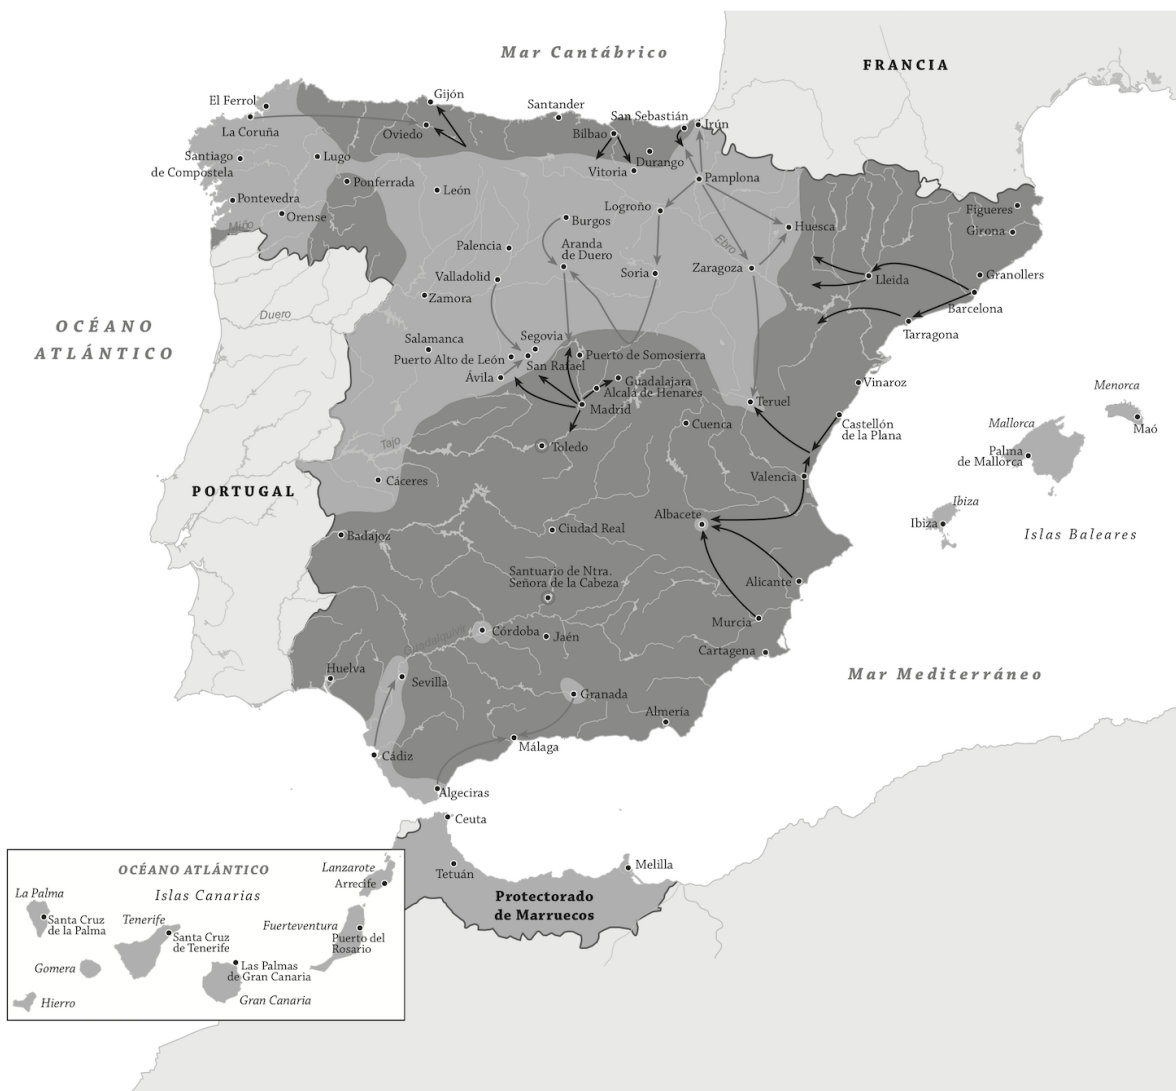 Mar Cantábrico
FRANCIA
El Ferrol
La Coruña
Gijón
Oviedo
Santander
San Sebastián
Irún
Bilbao
Durango
Vitoria
Santiago
de Compostela
Lugo
Ponferrada
León
Pamplona
Pontevedra
Orense
Miño
Logroño
Burgos
Huesca
Figueres
Girona
Palencia
Aranda
de Duero
Ebro
Valladolid
Soria
Zaragoza
Lleida
Granollers
Zamora
Barcelona
OCÉANO
ATLÁNTICO
Duero
Tarragona
Salamanca
Segovia
Puerto Alto de León
San Rafael
Puerto de Somosierra
Ávila
Guadalajara
Alcalá de Henares
Madrid
Teruel
Vinaroz
Menorca
Maó
Cuenca
Castellón
de la Plana
Mallorca
Palma
de Mallorca
Tajo
Toledo
Cáceres
Valencia
PORTUGAL
Albacete
Ibiza
Ibiza
Islas Baleares
Badajoz
Ciudad Real
Santuario de Ntra.
Señora de la Cabeza
Alicante
Murcia
Guadalquivir
Córdoba
Jaén
Cartagena
Huelva
Sevilla
Granada
Mar Mediterráneo
Almería
Málaga
Cádiz
Algeciras
Ceuta
Tetuán
Melilla
Protectorado
de Marruecos
OCÉANO ATLÁNTICO
Islas Canarias
Lanzarote
Arrecife
La Palma
Santa Cruz
de la Palma
Tenerife
Santa Cruz
de Tenerife
Fuerteventura
Puerto del
Rosario
Gomera
Las Palmas
de Gran Canaria
Gran Canaria
Hierro